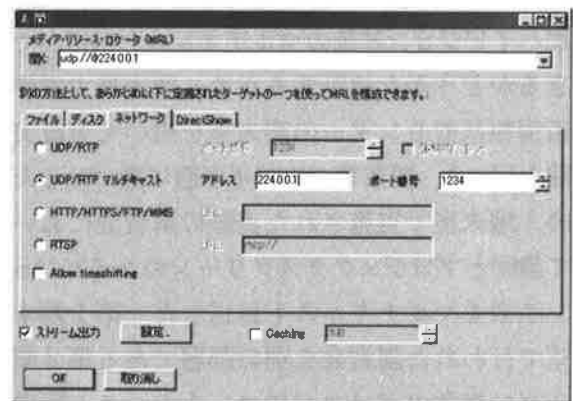 メディア・リソース・ロケータ (MRL)
開く udp://@224.0.0.1
別の方法として、あらかじめ以下に定義されたターゲットの一つを使ってMRLを構成できます。
ファイル ディスク ネットワーク DirectShow
UDP/RTP 1234
UDP/RTP マルチキャスト アドレス 224.0.0.1 ポート番号 1234
HTTP/HTTPS/FTP/MMS URL
RTSP URL rtsp://
Allow timeshifting
ストリーム出力 設定... Caching
OK 取り消し